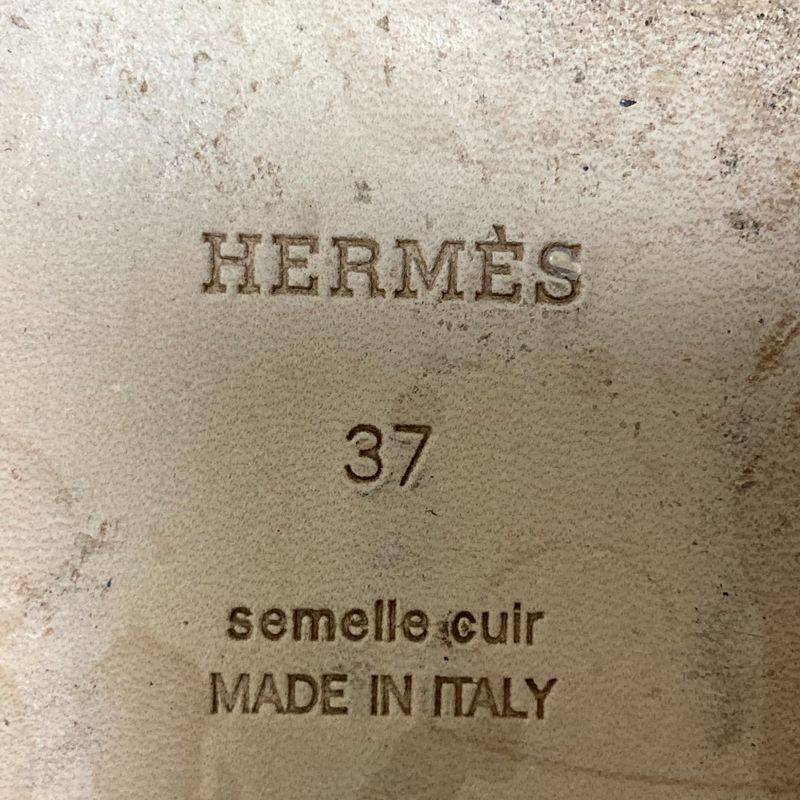 HERMÈS
37
semelle cuir
MADE IN ITALY